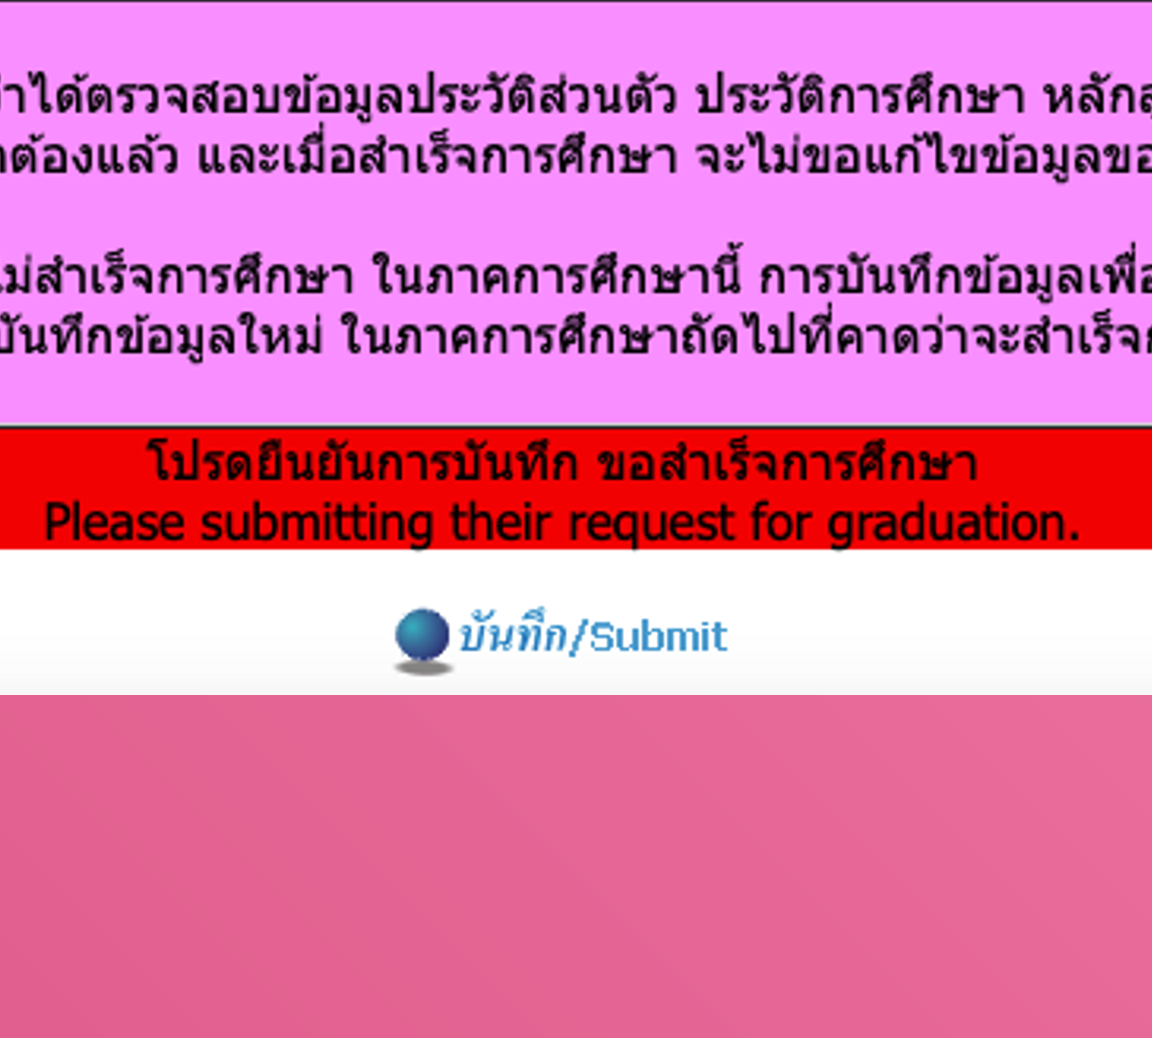 าได้ตรวจสอบข้อมูลประวัติส่วนตัว ประวัติการศึกษา
ต้องแล้ว และเมื่อสำเร็จการศึกษา จะไม่ขอแก้ไขข้อมูลขอ
ไม่สำเร็จการศึกษา ในภาคการศึกษานี้ การบันทึกข้อมูลเพื่อ
บันทึกข้อมูลใหม่ ในภาคการศึกษาถัดไปที่คาดว่าจะสำเร็จ
โปรดยืนยันการบันทึก ขอสำเร็จการศึกษา
Please submitting their request for graduation.
บันทึก/Submit